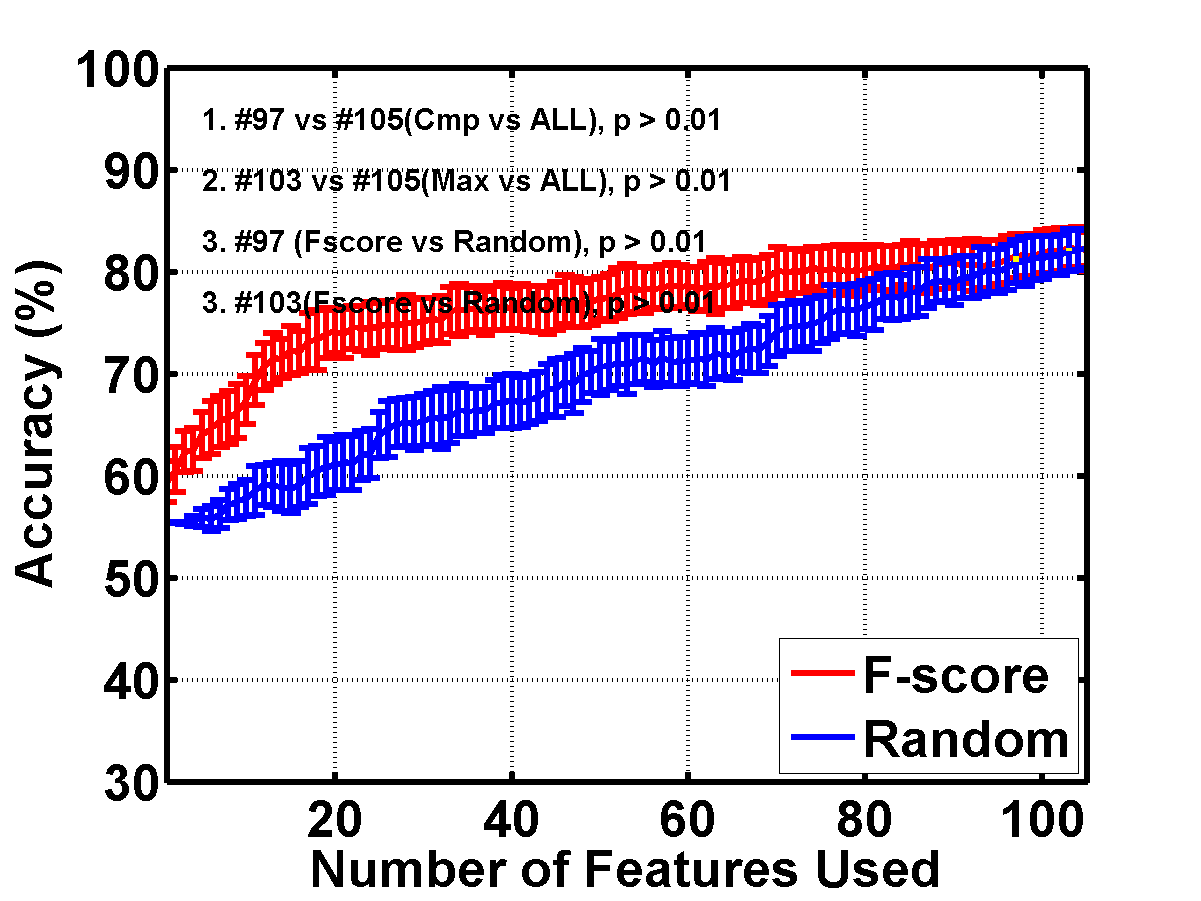 100
1. #97 vs #105(Cmp vs ALL), p > 0.01
90
2. #103 vs #105(Max vs ALL), p > 0.01
3. #97 (Fscore vs Random), p > 0.01
80
3. #103(Fscore vs Random), p > 0.01
70
60
50
40
30
Accuracy (%)
F-score
Random
20 40 60 80 100
Number of Features Used